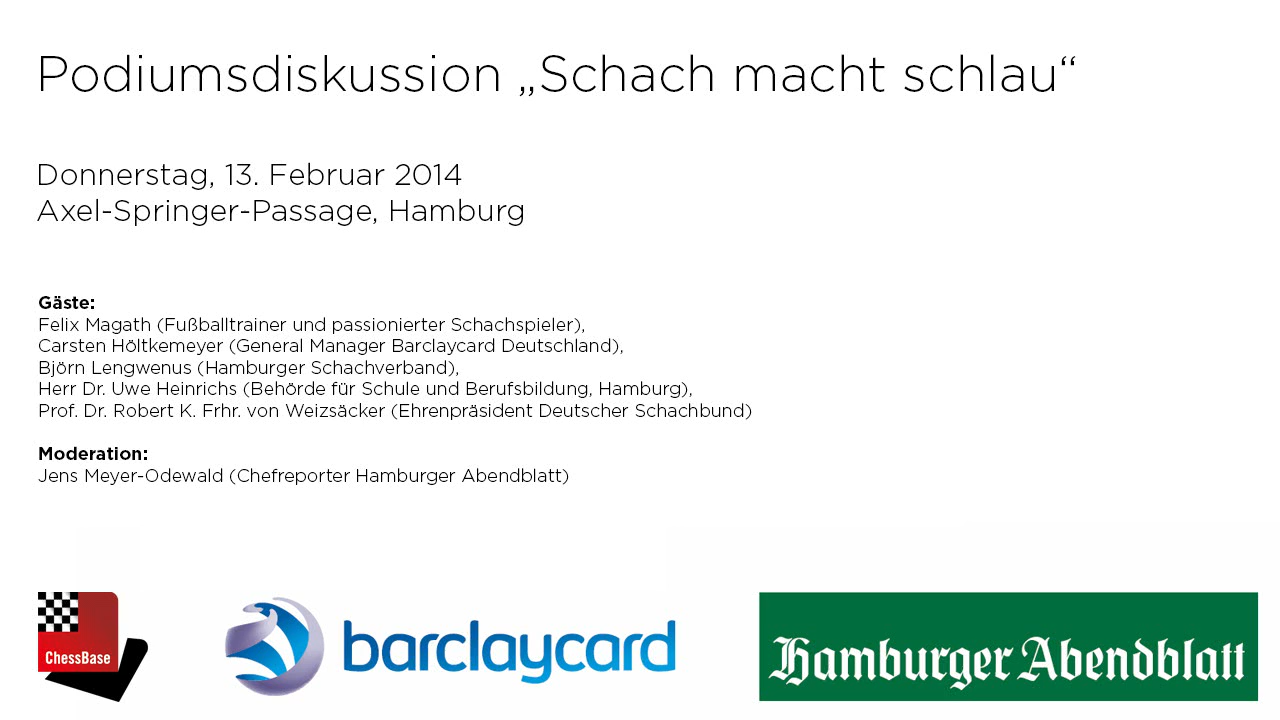 Podiumsdiskussion „Schach macht schlau“
Donnerstag, 13. Februar 2014
Axel-Springer-Passage, Hamburg
Gäste:
Felix Magath (Fußballtrainer und passionierter Schachspieler),
Carsten Höltkemeyer (General Manager Barclaycard Deutschland),
Björn Lengwenus (Hamburger Schachverband),
Herr Dr. Uwe Heinrichs (Behörde für Schule und Berufsbildung, Hamburg),
Prof. Dr. Robert K. Frhr. von Weizsäcker (Ehrenpräsident Deutscher Schachbund)
Moderation:
Jens Meyer-Odewald (Chefreporter Hamburger Abendblatt)
ChessBase
barclaycard
Hamburger Abendblatt